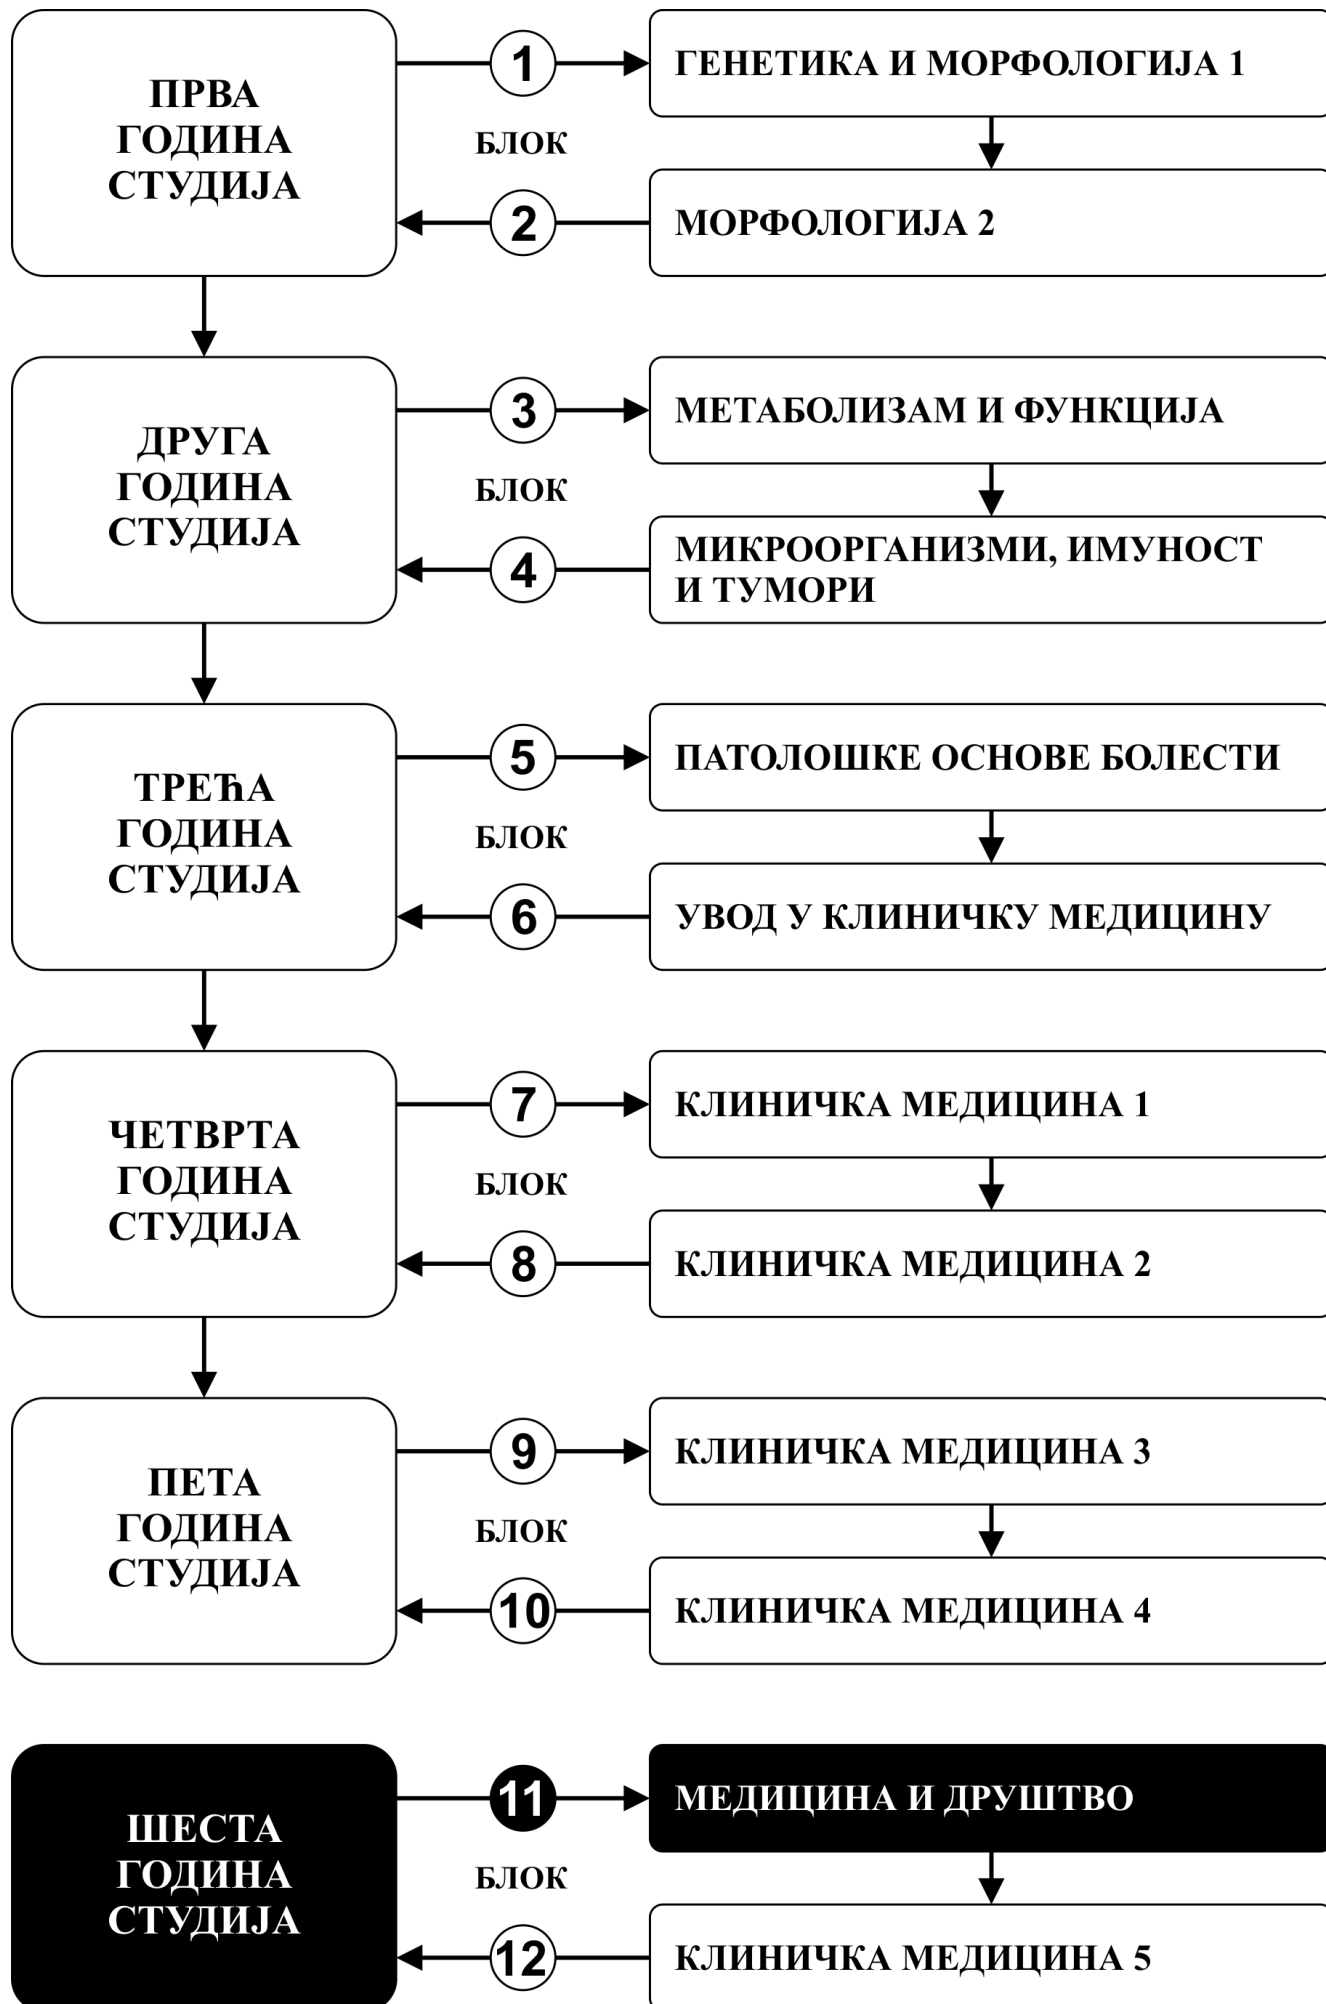 ПРВА
ГОДИНА
СТУДИЈА
1
ГЕНЕТИКА И МОРФОЛОГИЈА 1
БЛОК
2
МОРФОЛОГИЈА 2
ДРУГА
ГОДИНА
СТУДИЈА
3
МЕТАБОЛИЗАМ И ФУНКЦИЈА
БЛОК
4
МИКРООРГАНИЗМИ, ИМУНОСТ
И ТУМОРИ
ТРЕЋА
ГОДИНА
СТУДИЈА
5
ПАТОЛОШКЕ ОСНОВЕ БОЛЕСТИ
БЛОК
6
УВОД У КЛИНИЧКУ МЕДИЦИНУ
ЧЕТВРТА
ГОДИНА
СТУДИЈА
7
КЛИНИЧКА МЕДИЦИНА 1
БЛОК
8
КЛИНИЧКА МЕДИЦИНА 2
ПЕТА
ГОДИНА
СТУДИЈА
9
КЛИНИЧКА МЕДИЦИНА 3
БЛОК
10
КЛИНИЧКА МЕДИЦИНА 4
ШЕСТА
ГОДИНА
СТУДИЈА
11
МЕДИЦИНА И ДРУШТВО
БЛОК
12
КЛИНИЧКА МЕДИЦИНА 5